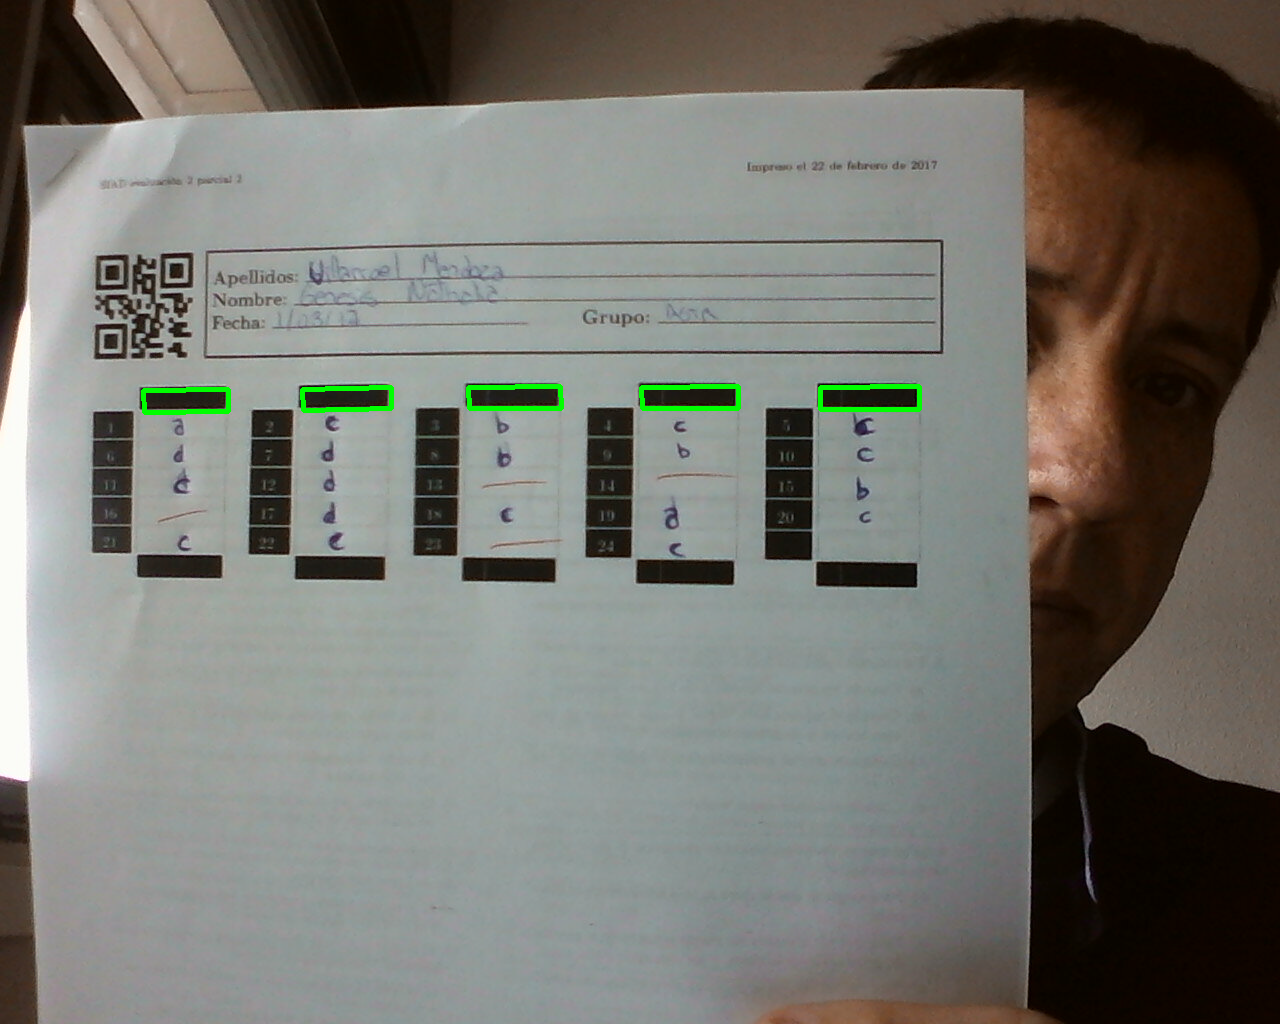 SIAD evaluación 2 parcial 2
Impreso el 22 de febrero de 2017
Apellidos: Villarroel Mendoza
Nombre: Genesis Nathalia
Fecha: 1/03/17 Grupo:
1 a 2 c 3 b 4 c 5 c
6 d 7 d 8 b 9 b 10 c
11 d 12 d 13 14 15 b
16 17 d 18 c 19 d 20 c
21 c 22 c 23 24 c